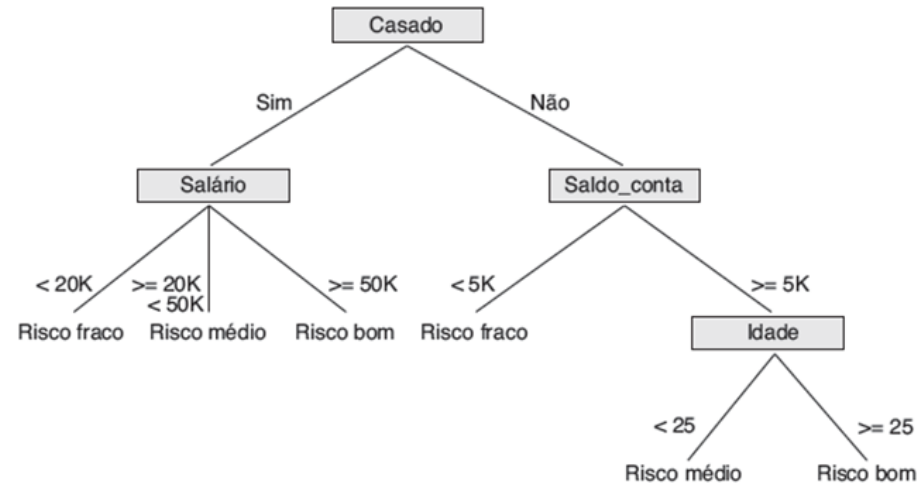 Casado
Sim
Não
Salário
Saldo_conta
< 20K
>= 20K
< 50K
>= 50K
< 5K
>= 5K
Risco fraco
Risco médio
Risco bom
Risco fraco
Idade
< 25
>= 25
Risco médio
Risco bom